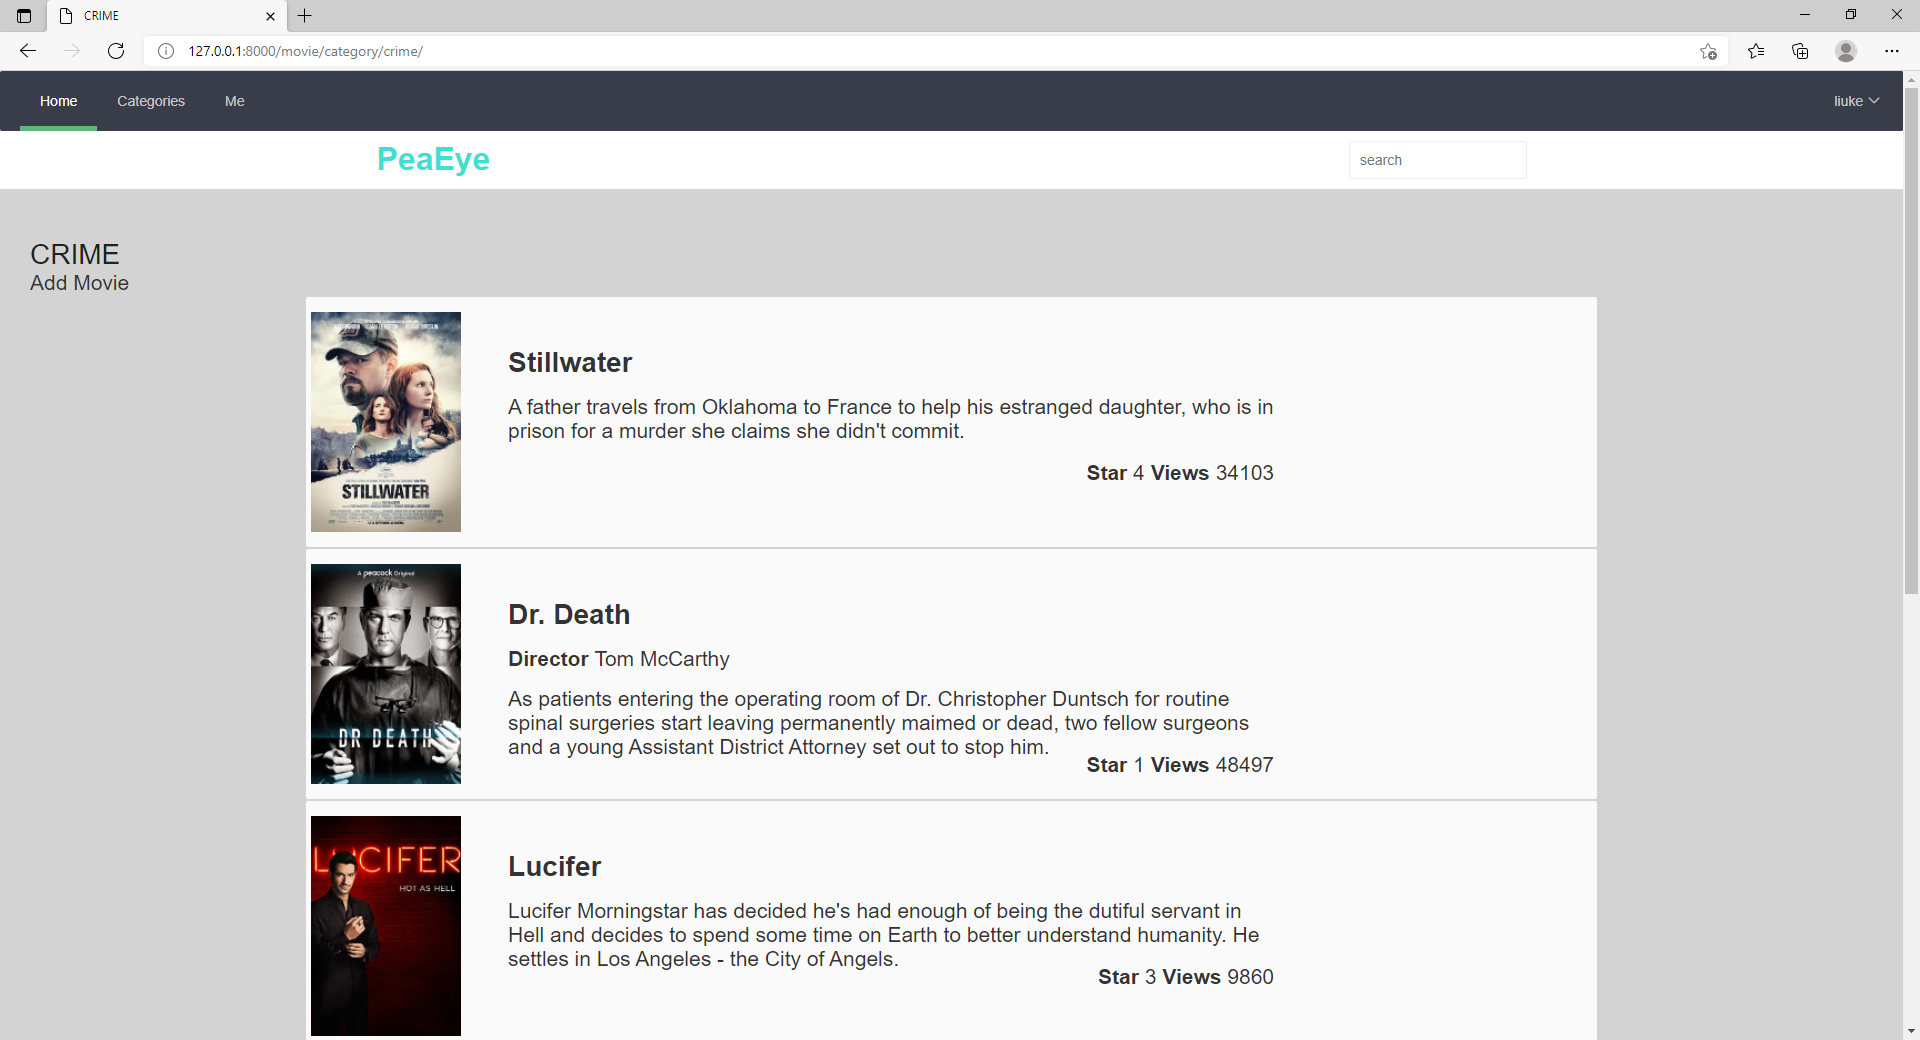 CRIME
127.0.0.1:8000/movie/category/crime/
Home Categories Me liuke
PeaEye search
CRIME
Add Movie
STILLWATER
Stillwater
A father travels from Oklahoma to France to help his estranged daughter, who is in
prison for a murder she claims she didn't commit.
Star 4 Views 34103
A peacock Original
DR DEATH
Dr. Death
Director Tom McCarthy
As patients entering the operating room of Dr. Christopher Duntsch for routine
spinal surgeries start leaving permanently maimed or dead, two fellow surgeons
and a young Assistant District Attorney set out to stop him.
Star 1 Views 48497
LUCIFER
HOT AS HELL
Lucifer
Lucifer Morningstar has decided he's had enough of being the dutiful servant in
Hell and decides to spend some time on Earth to better understand humanity. He
settles in Los Angeles - the City of Angels.
Star 3 Views 9860